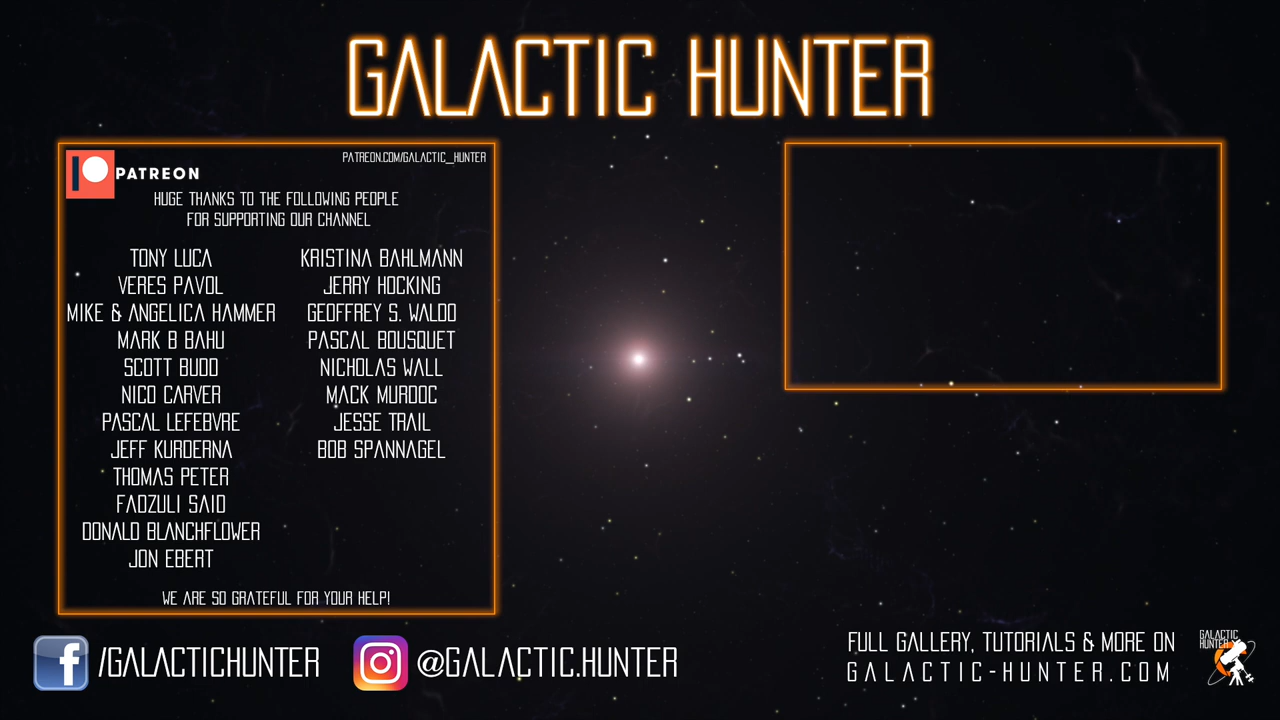 GALACTIC HUNTER
PATREON
PATREON.COM/GALACTIC_HUNTER
HUGE THANKS TO THE FOLLOWING PEOPLE
FOR SUPPORTING OUR CHANNEL
TONY LUCA
VERES PAVOL
MIKE & ANGELICA HAMMER
MARK B BAHU
SCOTT BUDD
NICO CARVER
PASCAL LEFEBVRE
JEFF KURDERNA
THOMAS PETER
FADZULI SAID
DONALD BLANCHFLOWER
JON EBERT
KRISTINA BAHLMANN
JERRY HOCKING
GEOFFREY S. WALDO
PASCAL BOUSQUET
NICHOLAS WALL
MACK MURDOC
JESSE TRAIL
BOB SPANNAGEL
WE ARE SO GRATEFUL FOR YOUR HELP!
/GALACTICHUNTER
@GALACTIC.HUNTER
FULL GALLERY, TUTORIALS & MORE ON
GALACTIC-HUNTER.COM
GALACTIC
HUNTER